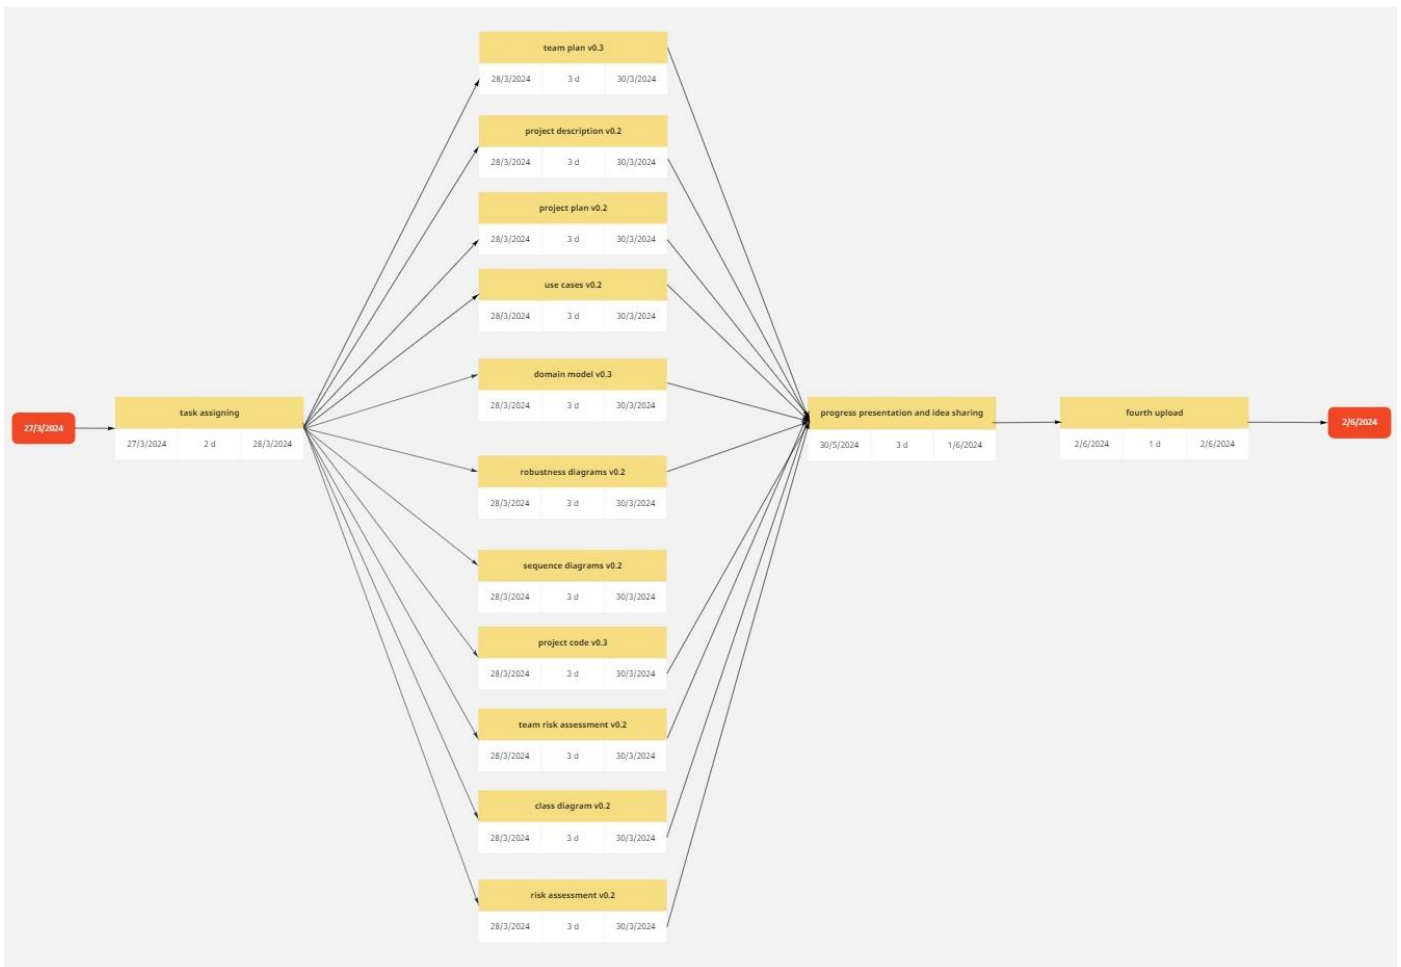 team plan v0.3
28/3/2024 3 d 30/3/2024
project description v0.2
28/3/2024 3 d 30/3/2024
project plan v0.2
28/3/2024 3 d 30/3/2024
use cases v0.2
28/3/2024 3 d 30/3/2024
domain model v0.3
28/3/2024 3 d 30/3/2024
27/3/2024
task assigning
27/3/2024 2 d 28/3/2024
progress presentation and idea sharing
30/5/2024 3 d 1/6/2024
fourth upload
2/6/2024 1 d 2/6/2024
2/6/2024
robustness diagrams v0.2
28/3/2024 3 d 30/3/2024
sequence diagrams v0.2
28/3/2024 3 d 30/3/2024
project code v0.3
28/3/2024 3 d 30/3/2024
team risk assessment v0.2
28/3/2024 3 d 30/3/2024
class diagram v0.2
28/3/2024 3 d 30/3/2024
risk assessment v0.2
28/3/2024 3 d 30/3/2024